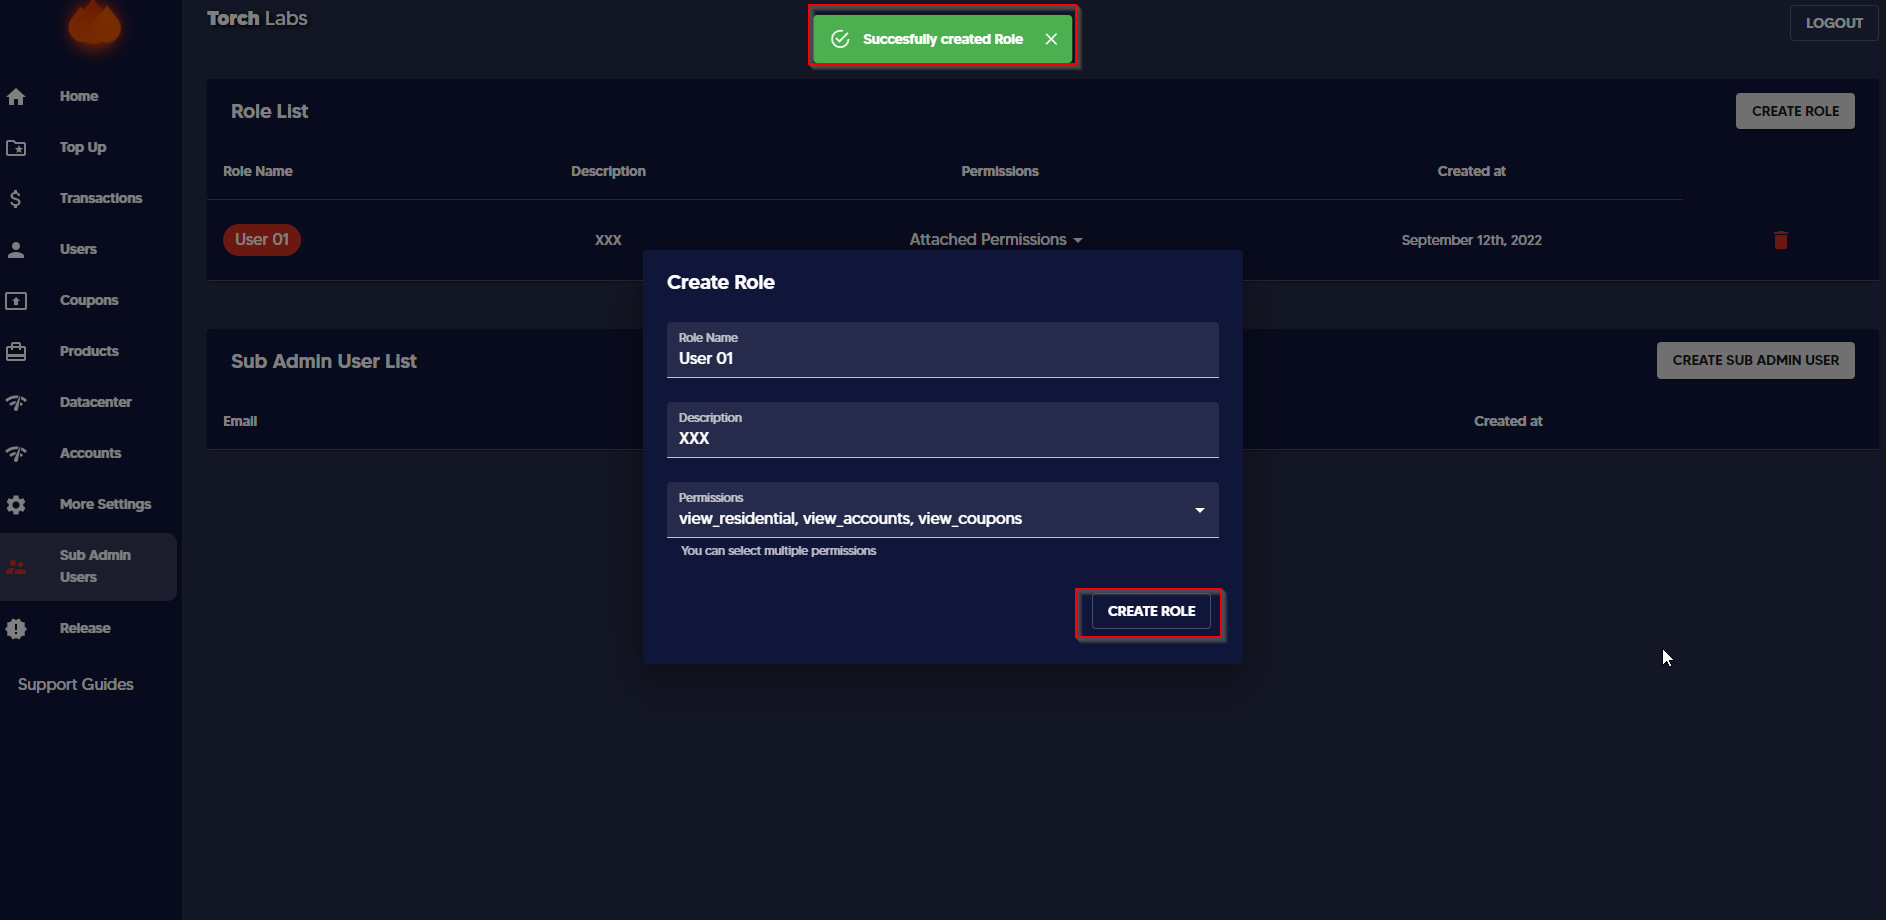 Torch Labs
Succesfully created Role
LOGOUT
Home
Top Up
Transactions
Users
Coupons
Products
Datacenter
Accounts
More Settings
Sub Admin
Users
Release
Support Guides
Role List
CREATE ROLE
Role Name Description Permissions Created at
User 01 XXX Attached Permissions September 12th, 2022
Sub Admin User List
CREATE SUB ADMIN USER
Email Created at
Create Role
Role Name
User 01
Description
XXX
Permissions
view_residential, view_accounts, view_coupons
You can select multiple permissions
CREATE ROLE